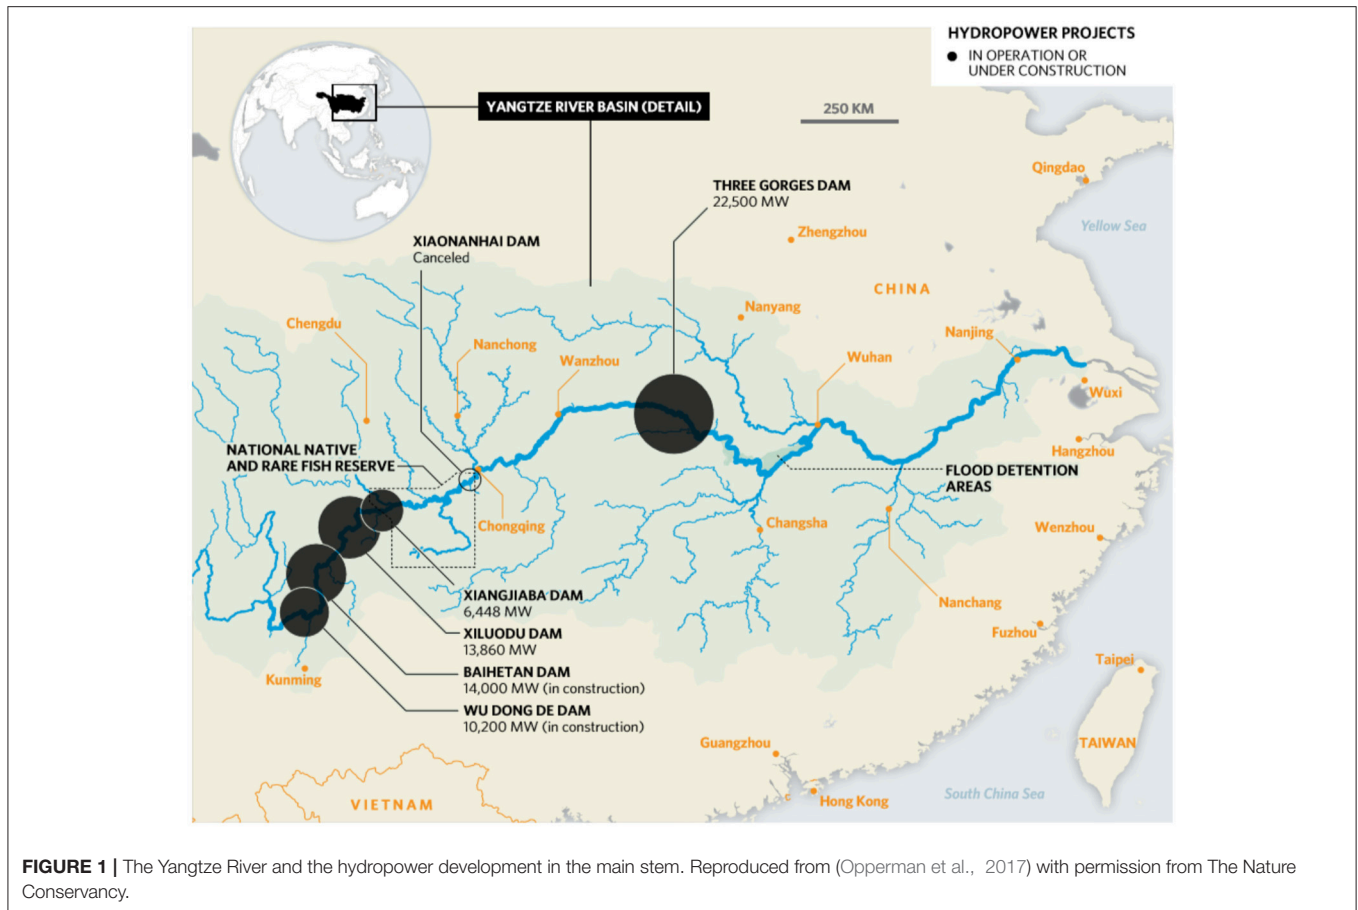 HYDROPOWER PROJECTS
IN OPERATION OR
UNDER CONSTRUCTION
YANGTZE RIVER BASIN (DETAIL)
250 KM
Qingdao
THREE GORGES DAM
22,500 MW
Yellow Sea
Zhengzhou
XIAONANHAI DAM
Canceled
CHINA
Nanyang
Chengdu
Nanjing
Nanchong
Wuhan
Wanzhou
Wuxi
NATIONAL NATIVE
AND RARE FISH RESERVE
Hangzhou
FLOOD DETENTION
AREAS
Chongqing
Changsha
Wenzhou
XIANGJIABA DAM
6,448 MW
Nanchang
XILUODU DAM
13,860 MW
Fuzhou
Taipei
BAIHETAN DAM
14,000 MW (in construction)
Kunming
WU DONG DE DAM
10,200 MW (in construction)
Guangzhou
TAIWAN
South China Sea
Hong Kong
VIETNAM
FIGURE 1 | The Yangtze River and the hydropower development in the main stem. Reproduced from (Opperman et al., 2017) with permission from The Nature
Conservancy.